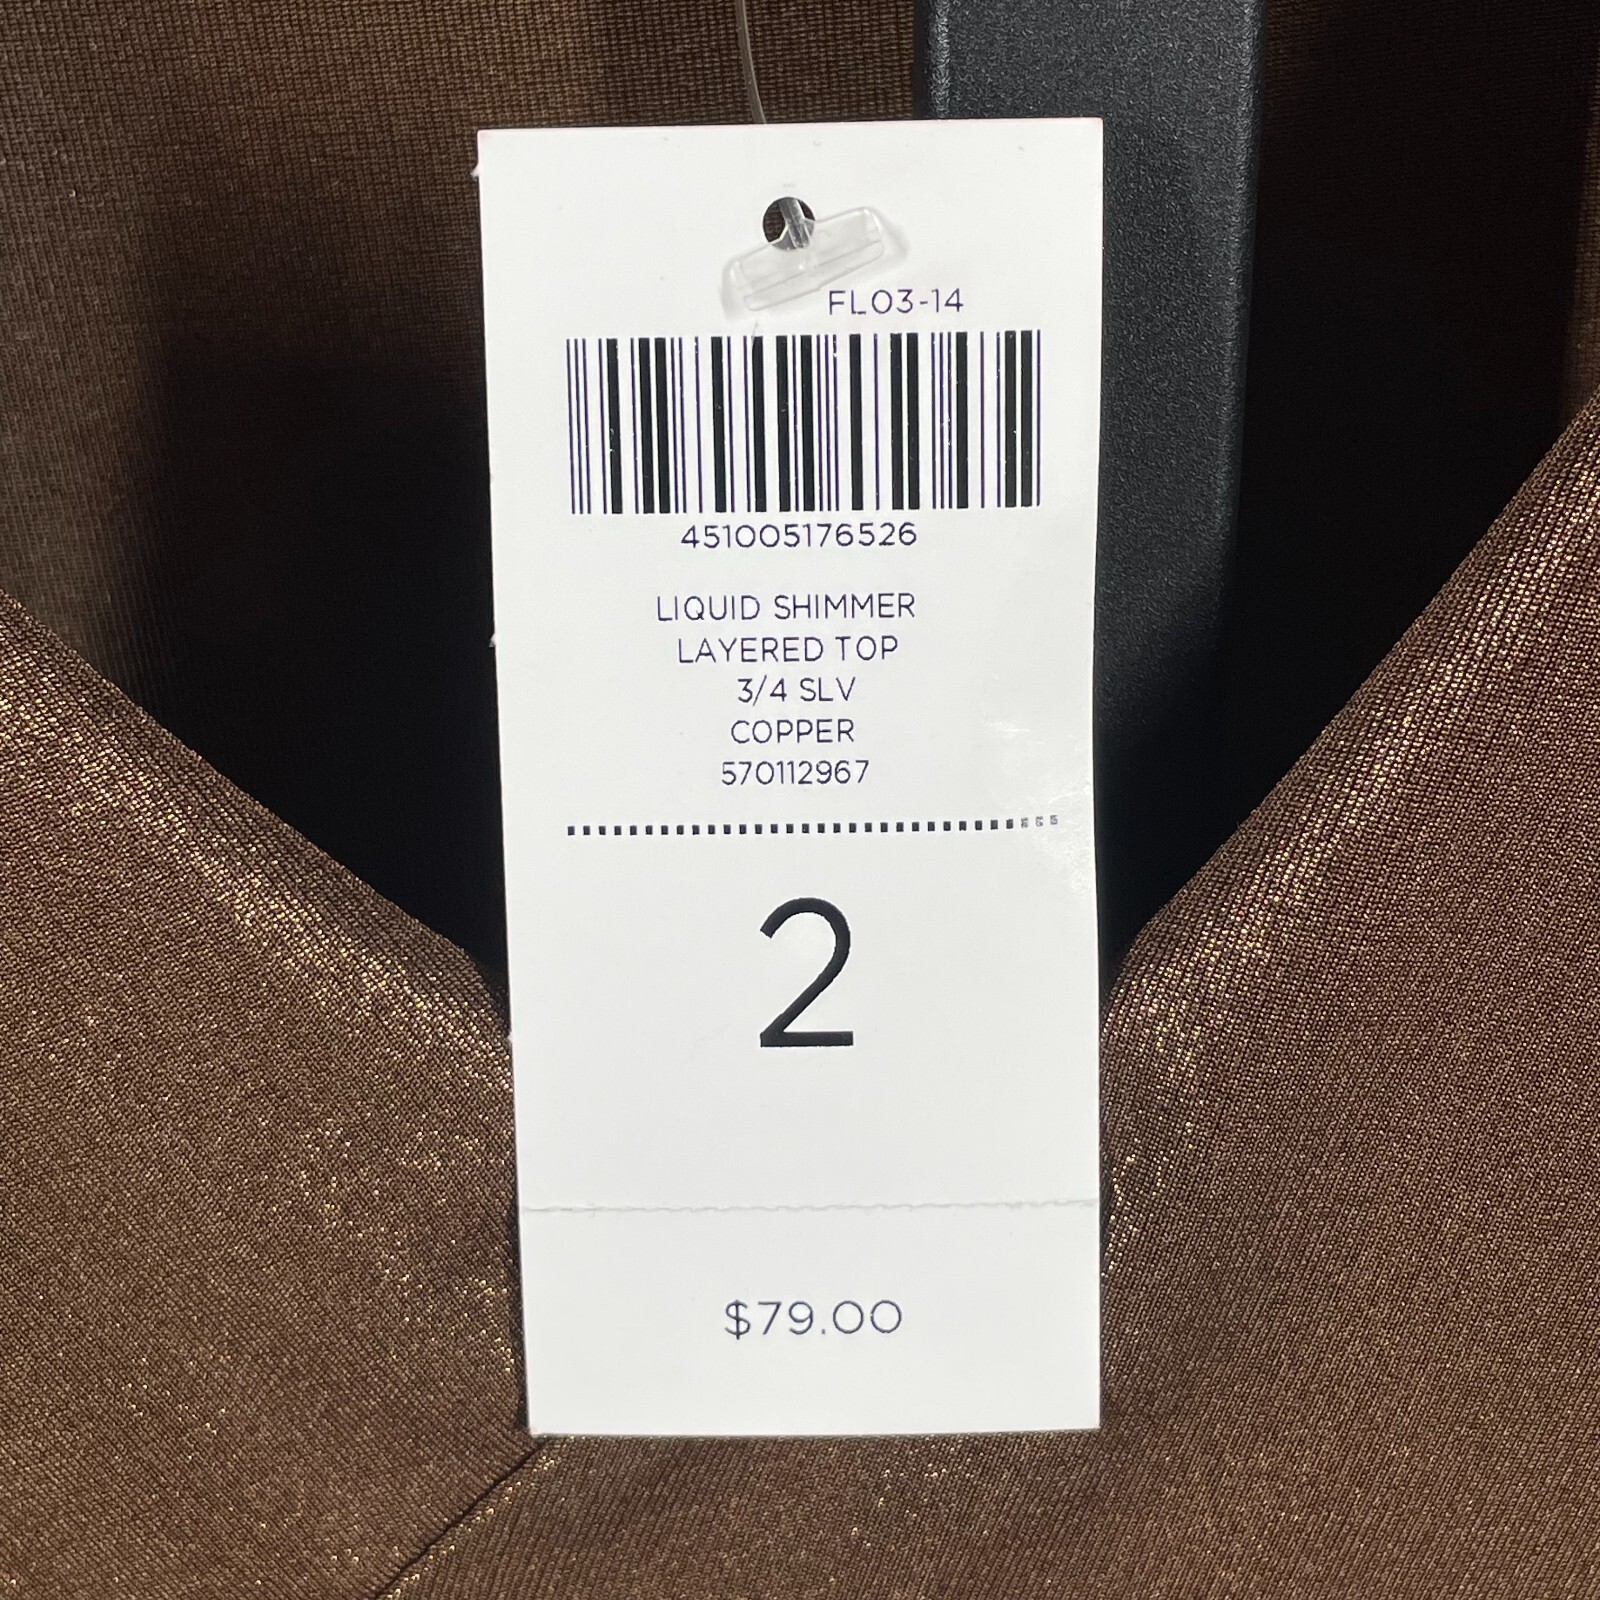 FL03-14
451005176526
LIQUID SHIMMER
LAYERED TOP
3/4 SLV
COPPER
570112967
2
$79.00